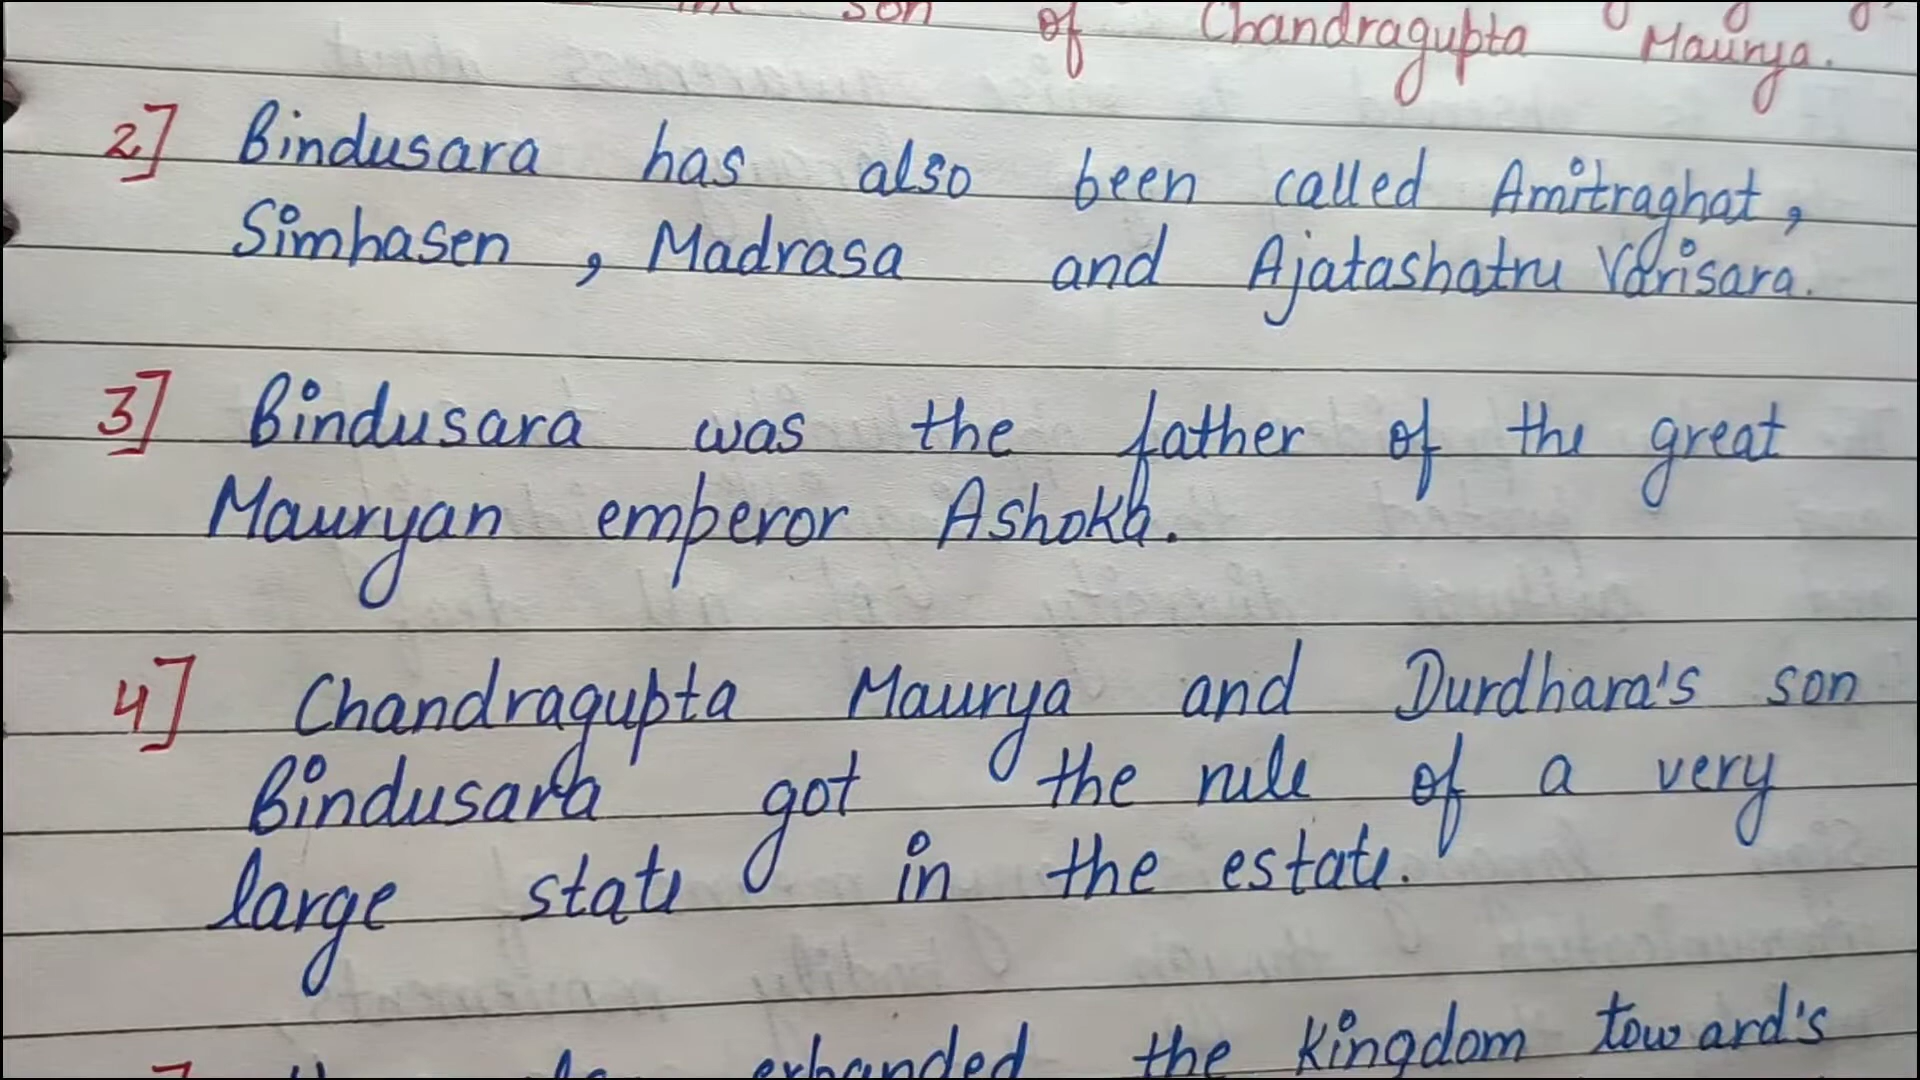 son of Chandragupta Maurya.
2] Bindusara has also been called Amitraghat,
Simhasen, Madrasa and Ajatashatru Varisara.
3] Bindusara was the father of the great
Mauryan emperor Ashoka.
4] Chandragupta Maurya and Durdhara's son
Bindusara got the rule of a very
large state in the estate.
expanded the kingdom toward's